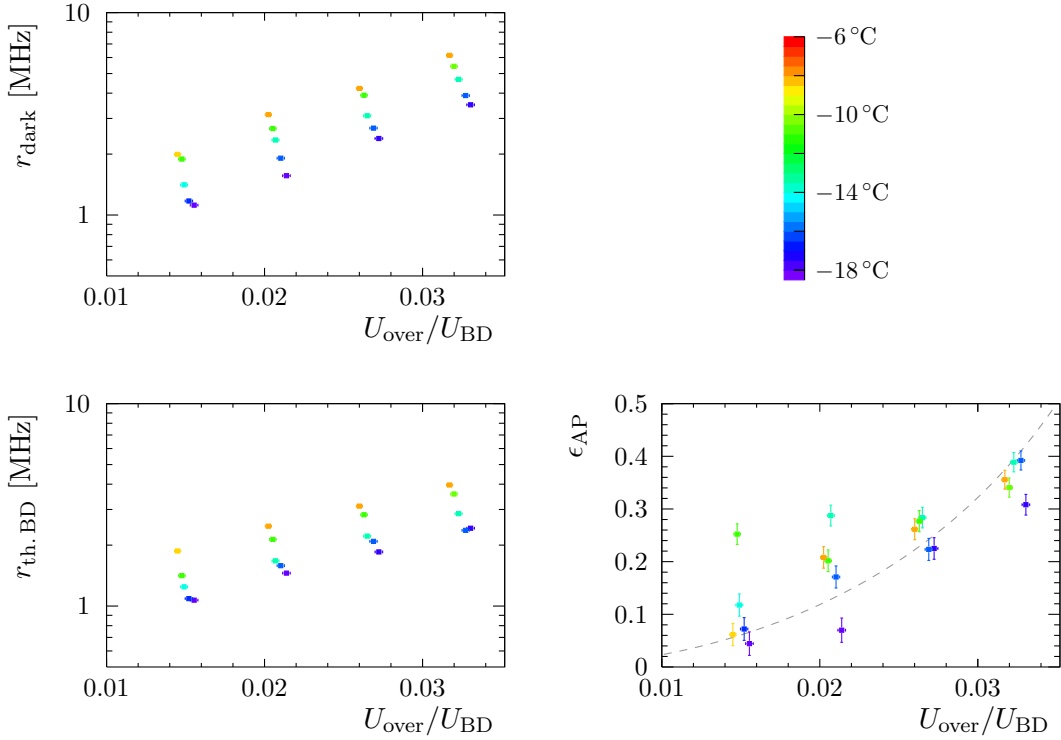 10
1
r_dark [MHz]
0.01 0.02 0.03
U_over/U_BD
−6 °C
−10 °C
−14 °C
−18 °C
10
1
r_th. BD [MHz]
0.01 0.02 0.03
U_over/U_BD
0.5
0.4
0.3
0.2
0.1
0
ϵ_AP
0.01 0.02 0.03
U_over/U_BD